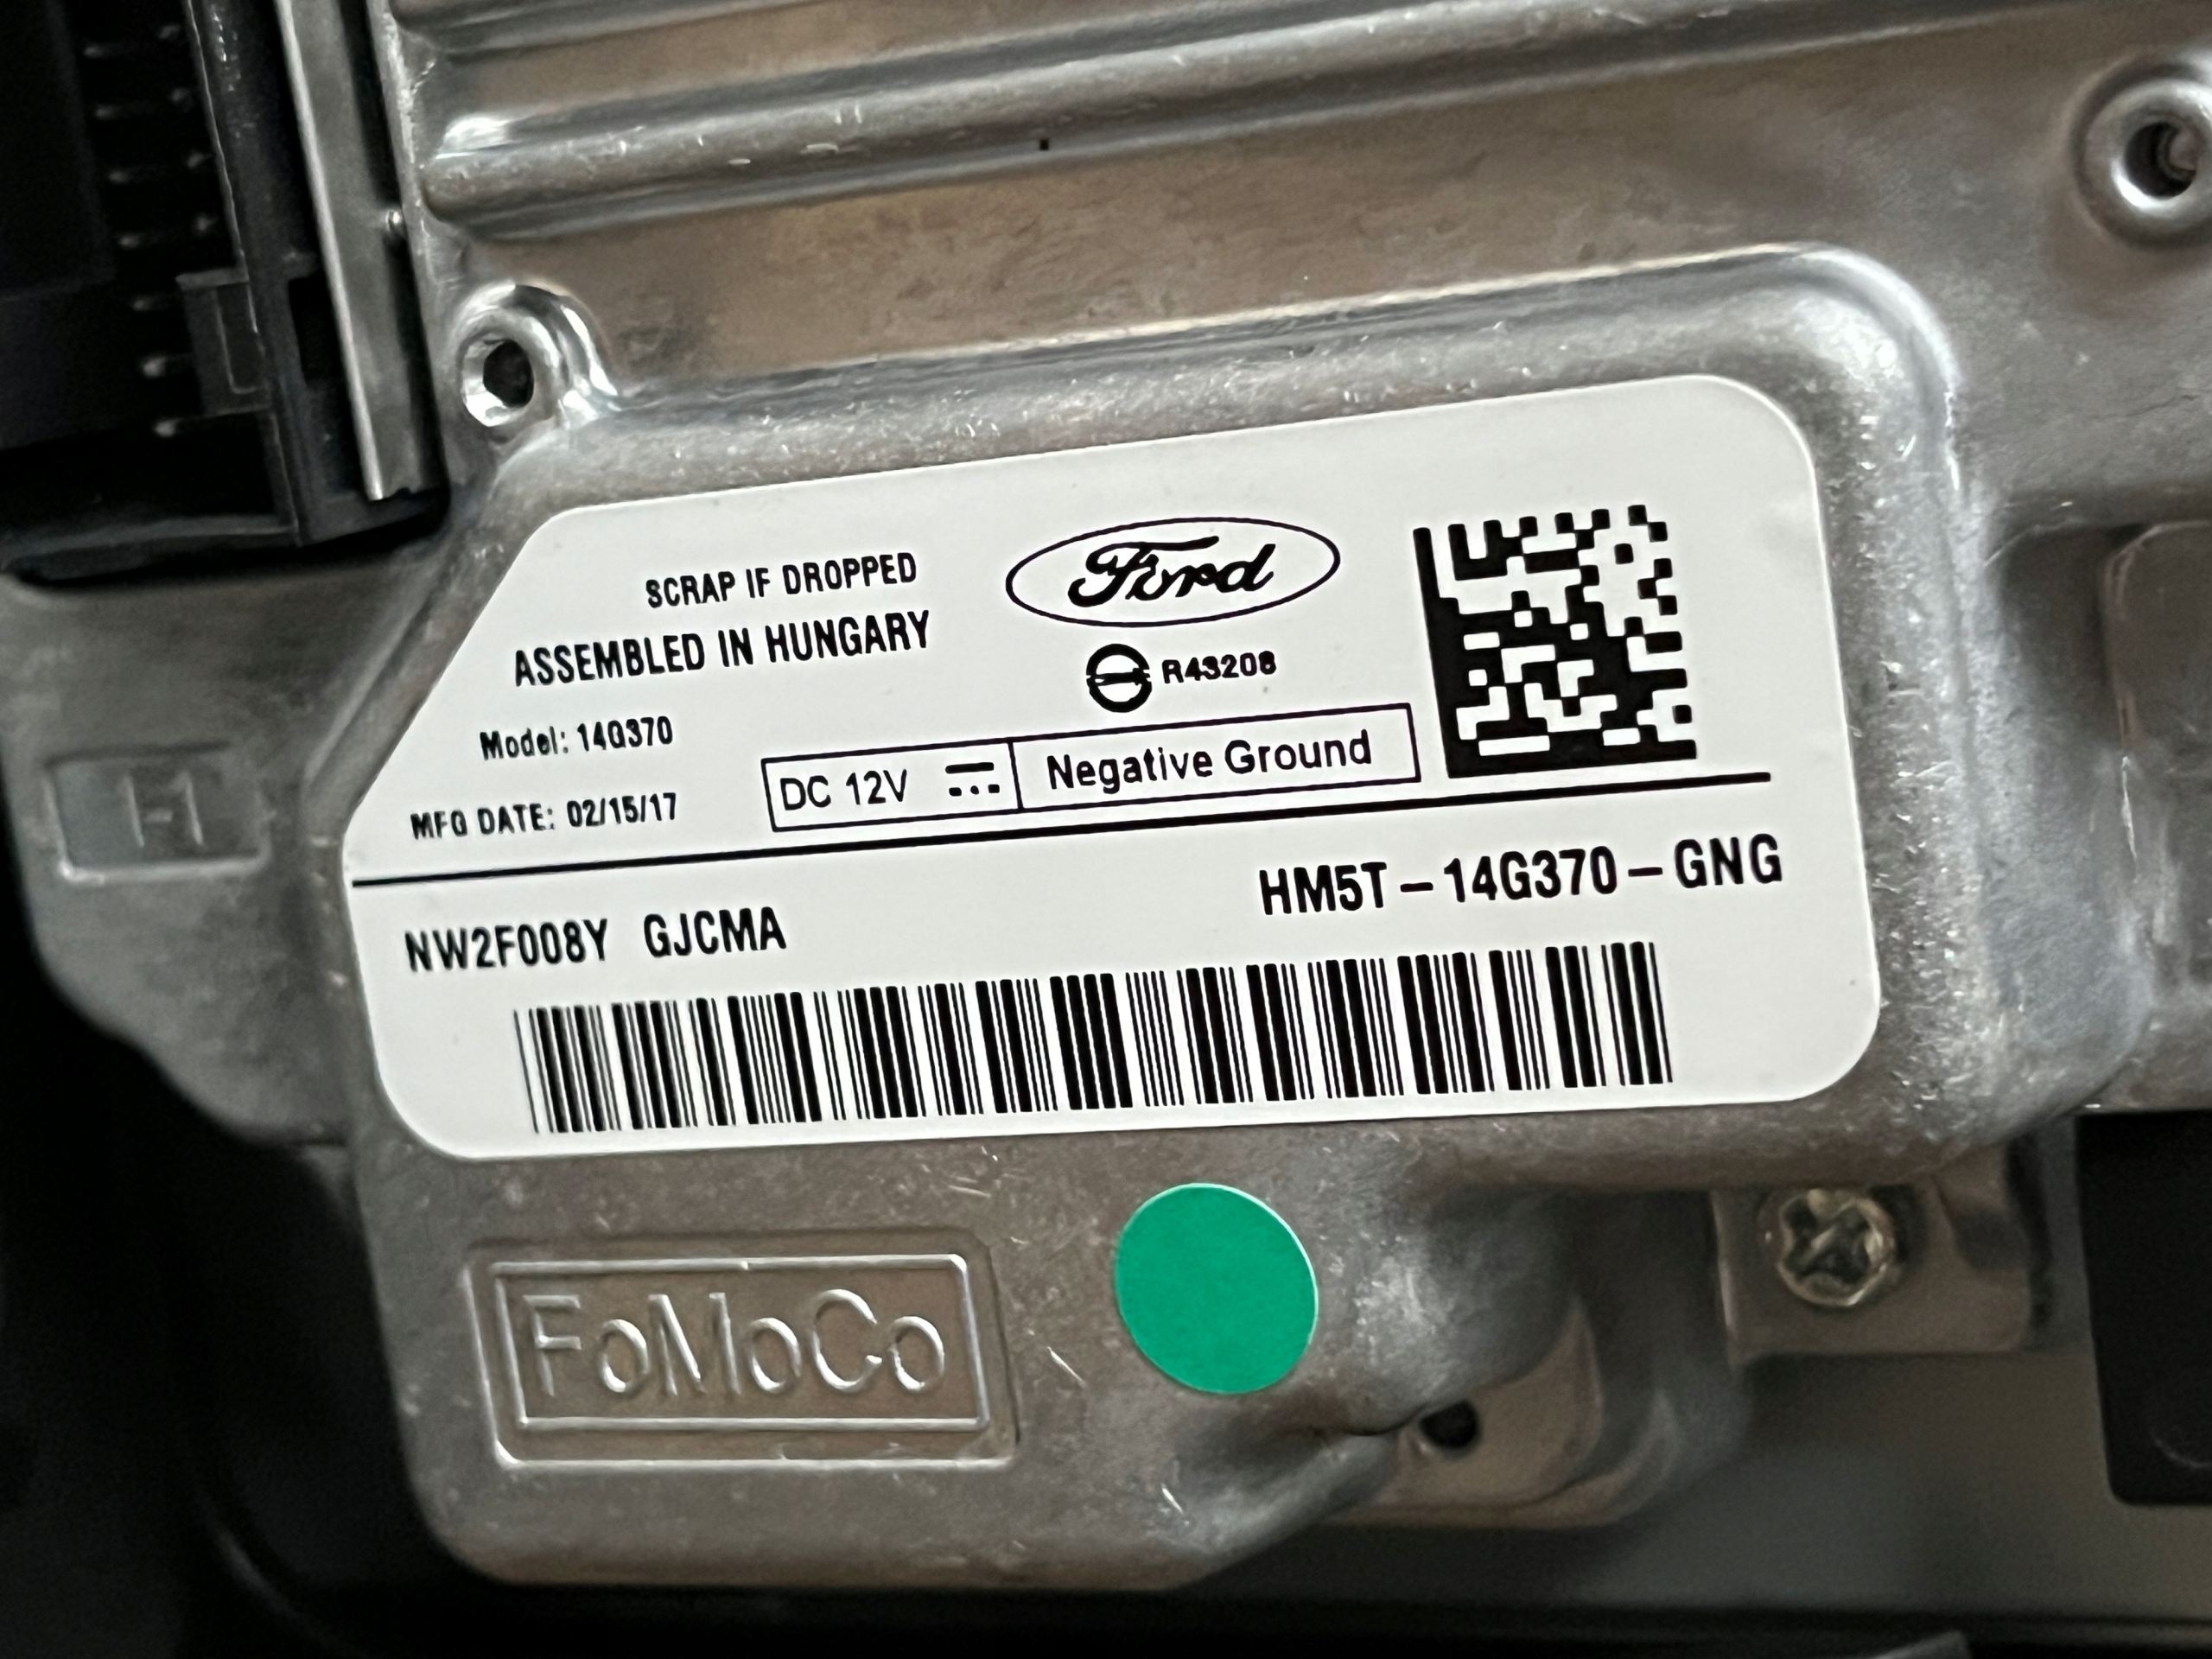 SCRAP IF DROPPED
ASSEMBLED IN HUNGARY
Model: 14G370
MFG DATE: 02/15/17
Ford
R43208
DC 12V
Negative Ground
NW2F008Y GJCMA
HM5T-14G370-GNG
H
FoMoCo